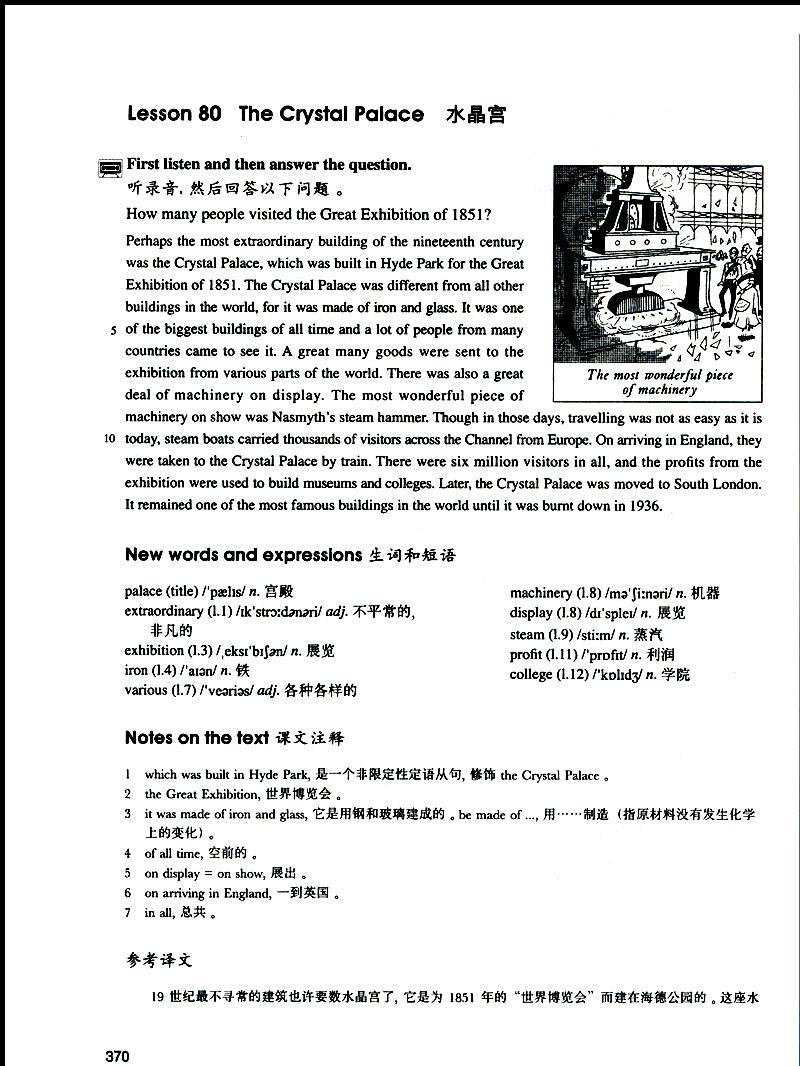 Lesson 80 The Crystal Palace 水晶宫
First listen and then answer the question.
听录音，然后回答以下问题。
How many people visited the Great Exhibition of 1851?
Perhaps the most extraordinary building of the nineteenth century
was the Crystal Palace, which was built in Hyde Park for the Great
Exhibition of 1851. The Crystal Palace was different from all other
buildings in the world, for it was made of iron and glass. It was one
5 of the biggest buildings of all time and a lot of people from many
countries came to see it. A great many goods were sent to the
exhibition from various parts of the world. There was also a great
deal of machinery on display. The most wonderful piece of
The most wonderful piece
of machinery
machinery on show was Nasmyth's steam hammer. Though in those days, travelling was not as easy as it is
10 today, steam boats carried thousands of visitors across the Channel from Europe. On arriving in England, they
were taken to the Crystal Palace by train. There were six million visitors in all, and the profits from the
exhibition were used to build museums and colleges. Later, the Crystal Palace was moved to South London.
It remained one of the most famous buildings in the world until it was burnt down in 1936.
New words and expressions 生词和短语
palace (title) /'pælɪs/ n. 宫殿
extraordinary (l.1) /ɪk'strɔːdənəri/ adj. 不平常的，
非凡的
exhibition (l.3) /ˌeksɪ'bɪʃən/ n. 展览
iron (l.4) /'aɪən/ n. 铁
various (l.7) /'veəriəs/ adj. 各种各样的
machinery (l.8) /mə'ʃiːnəri/ n. 机器
display (l.8) /dɪ'spleɪ/ n. 展览
steam (l.9) /stiːm/ n. 蒸汽
profit (l.11) /'prɒfɪt/ n. 利润
college (l.12) /'kɒlɪdʒ/ n. 学院
Notes on the text 课文注释
1 which was built in Hyde Park, 是一个非限定性定语从句，修饰 the Crystal Palace。
2 the Great Exhibition, 世界博览会。
3 it was made of iron and glass, 它是用钢和玻璃建成的。be made of ..., 用……制造（指原材料没有发生化学
上的变化）。
4 of all time, 空前的。
5 on display = on show, 展出。
6 on arriving in England, 一到英国。
7 in all, 总共。
参考译文
19 世纪最不寻常的建筑也许要数水晶宫了，它是为 1851 年的“世界博览会”而建在海德公园的。这座水
370